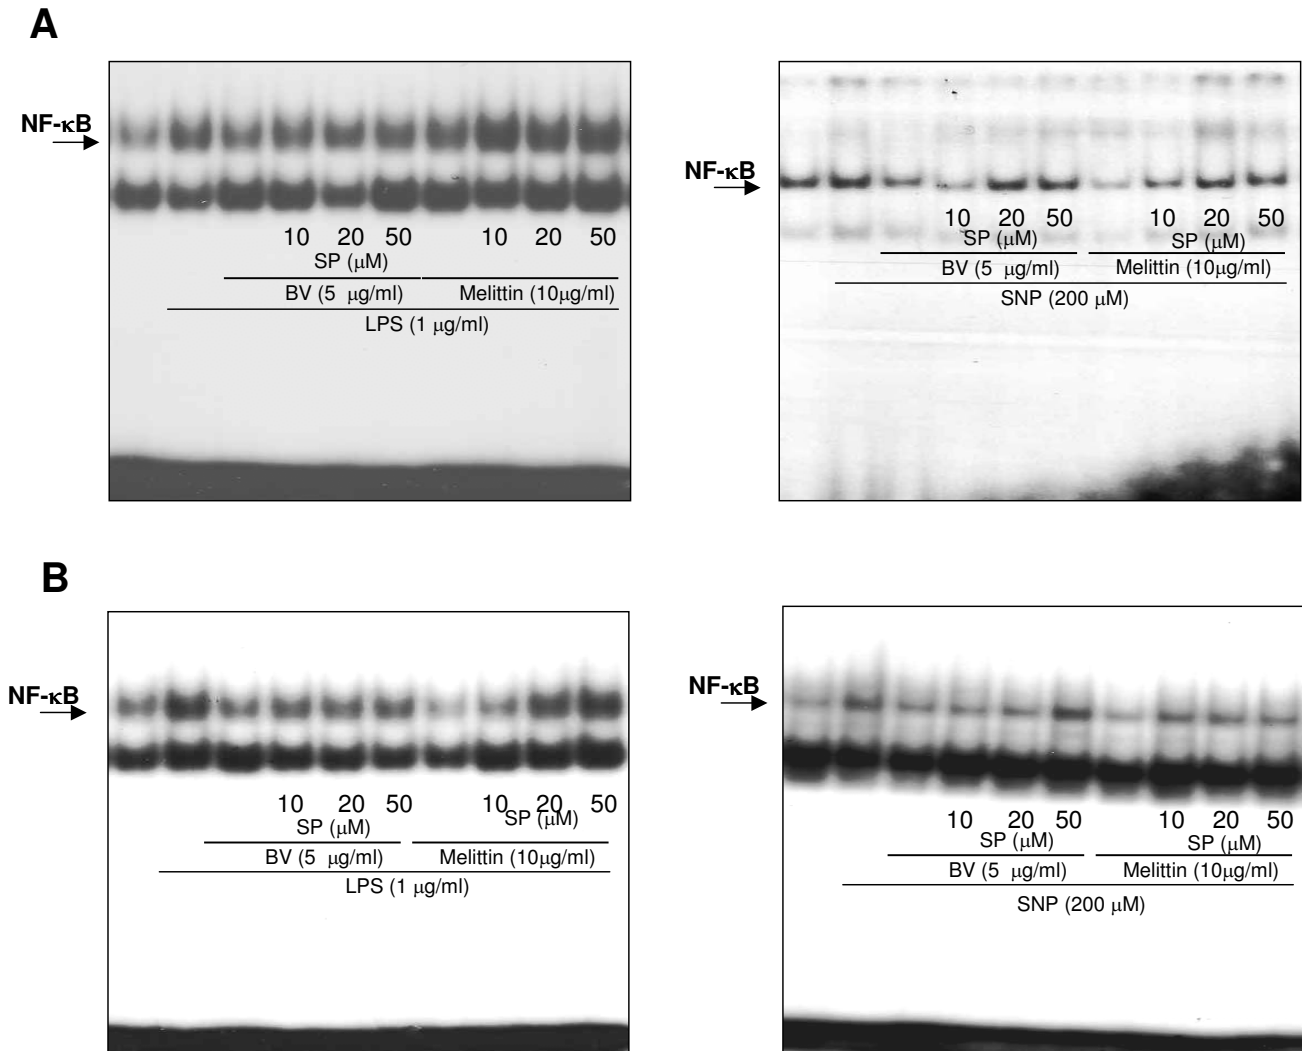 A
NF-κB
10 20 50 10 20 50
SP (μM)
BV (5 μg/ml) Melittin (10μg/ml)
LPS (1 μg/ml)
NF-κB
10 20 50 10 20 50
SP (μM) SP (μM)
BV (5 μg/ml) Melittin (10μg/ml)
SNP (200 μM)
B
NF-κB
10 20 50 10 20 50
SP (μM) SP (μM)
BV (5 μg/ml) Melittin (10μg/ml)
LPS (1 μg/ml)
NF-κB
10 20 50 10 20 50
SP (μM) SP (μM)
BV (5 μg/ml) Melittin (10μg/ml)
SNP (200 μM)